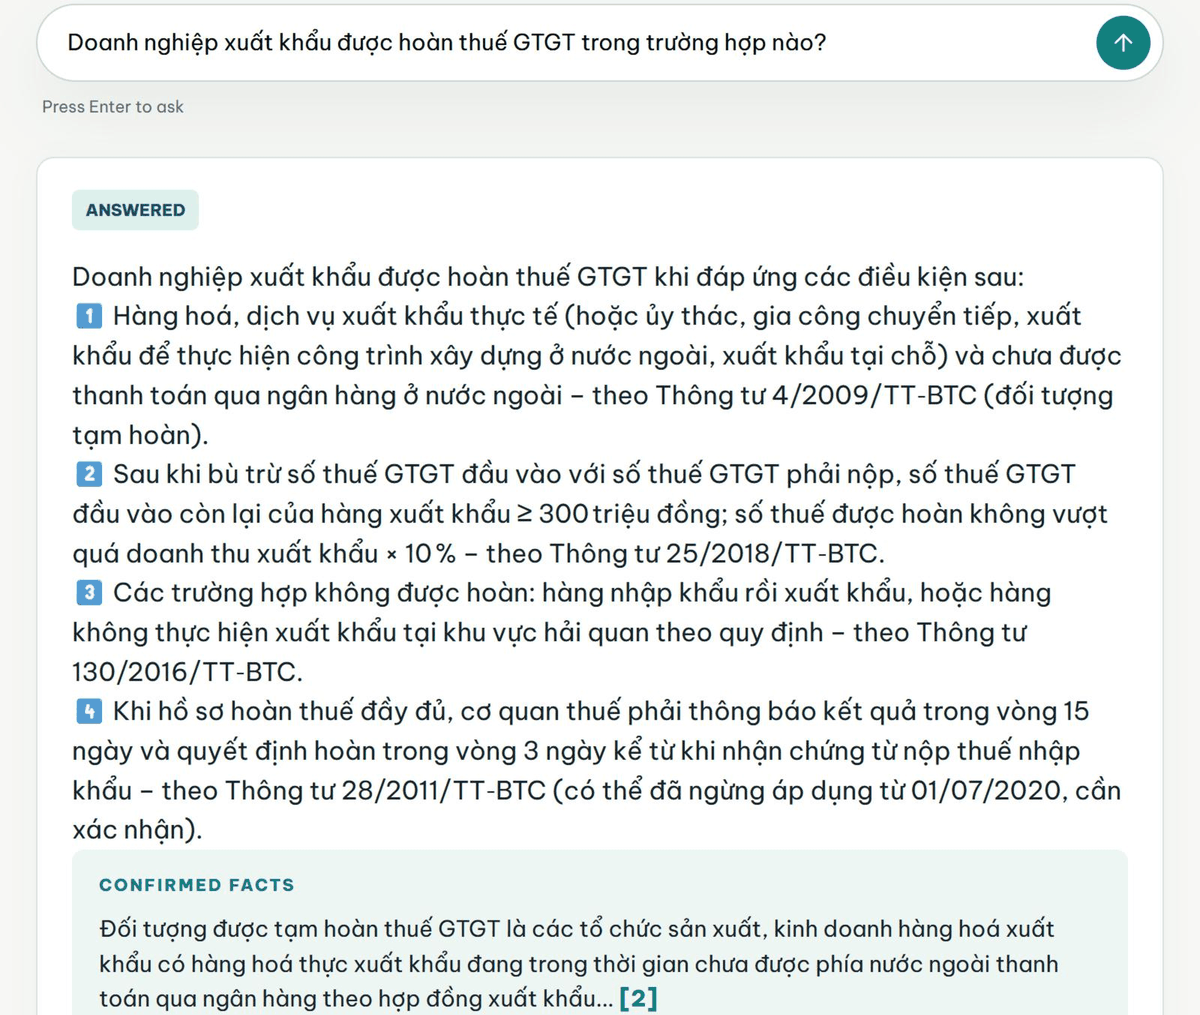 Doanh nghiệp xuất khẩu được hoàn thuế GTGT trong trường hợp nào?
Press Enter to ask
ANSWERED
Doanh nghiệp xuất khẩu được hoàn thuế GTGT khi đáp ứng các điều kiện sau:
1️⃣ Hàng hoá, dịch vụ xuất khẩu thực tế (hoặc ủy thác, gia công chuyển tiếp, xuất
khẩu để thực hiện công trình xây dựng ở nước ngoài, xuất khẩu tại chỗ) và chưa được
thanh toán qua ngân hàng ở nước ngoài – theo Thông tư 4/2009/TT-BTC (đối tượng
tạm hoàn).
2️⃣ Sau khi bù trừ số thuế GTGT đầu vào với số thuế GTGT phải nộp, số thuế GTGT
đầu vào còn lại của hàng xuất khẩu ≥ 300 triệu đồng; số thuế được hoàn không vượt
quá doanh thu xuất khẩu × 10 % – theo Thông tư 25/2018/TT-BTC.
3️⃣ Các trường hợp không được hoàn: hàng nhập khẩu rồi xuất khẩu, hoặc hàng
không thực hiện xuất khẩu tại khu vực hải quan theo quy định – theo Thông tư
130/2016/TT-BTC.
4️⃣ Khi hồ sơ hoàn thuế đầy đủ, cơ quan thuế phải thông báo kết quả trong vòng 15
ngày và quyết định hoàn trong vòng 3 ngày kể từ khi nhận chứng từ nộp thuế nhập
khẩu – theo Thông tư 28/2011/TT-BTC (có thể đã ngừng áp dụng từ 01/07/2020, cần
xác nhận).
CONFIRMED FACTS
Đối tượng được tạm hoàn thuế GTGT là các tổ chức sản xuất, kinh doanh hàng hoá xuất
khẩu có hàng hoá thực xuất khẩu đang trong thời gian chưa được phía nước ngoài thanh
toán qua ngân hàng theo hợp đồng xuất khẩu... [2]